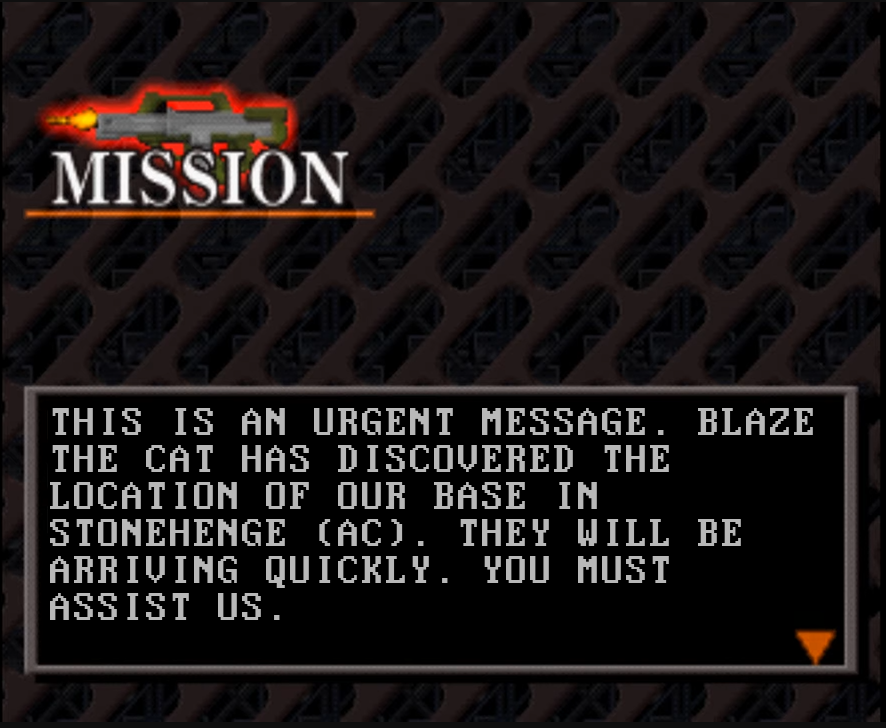 MISSION
THIS IS AN URGENT MESSAGE. BLAZE
THE CAT HAS DISCOVERED THE
LOCATION OF OUR BASE IN
STONEHENGE (AC). THEY WILL BE
ARRIVING QUICKLY. YOU MUST
ASSIST US.